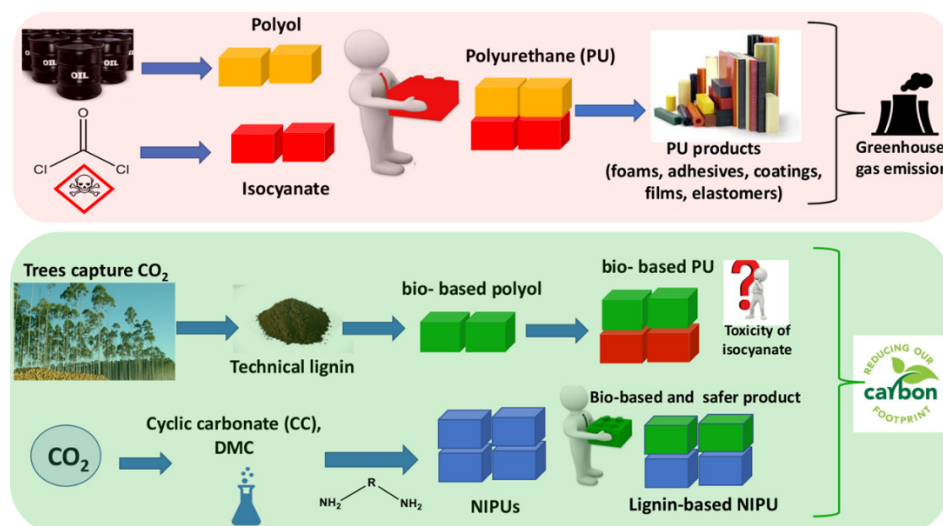 Polyol
OIL
OIL
OIL
Polyurethane (PU)
O
Cl
Cl
Isocyanate
PU products
(foams, adhesives, coatings,
films, elastomers)
Greenhouse
gas emission
Trees capture CO₂
Technical lignin
bio- based polyol
bio- based PU
?
Toxicity of
isocyanate
REDUCING OUR
carbon
FOOTPRINT
CO₂
Cyclic carbonate (CC),
DMC
R
NH₂
NH₂
NIPUs
Bio-based and safer product
Lignin-based NIPU